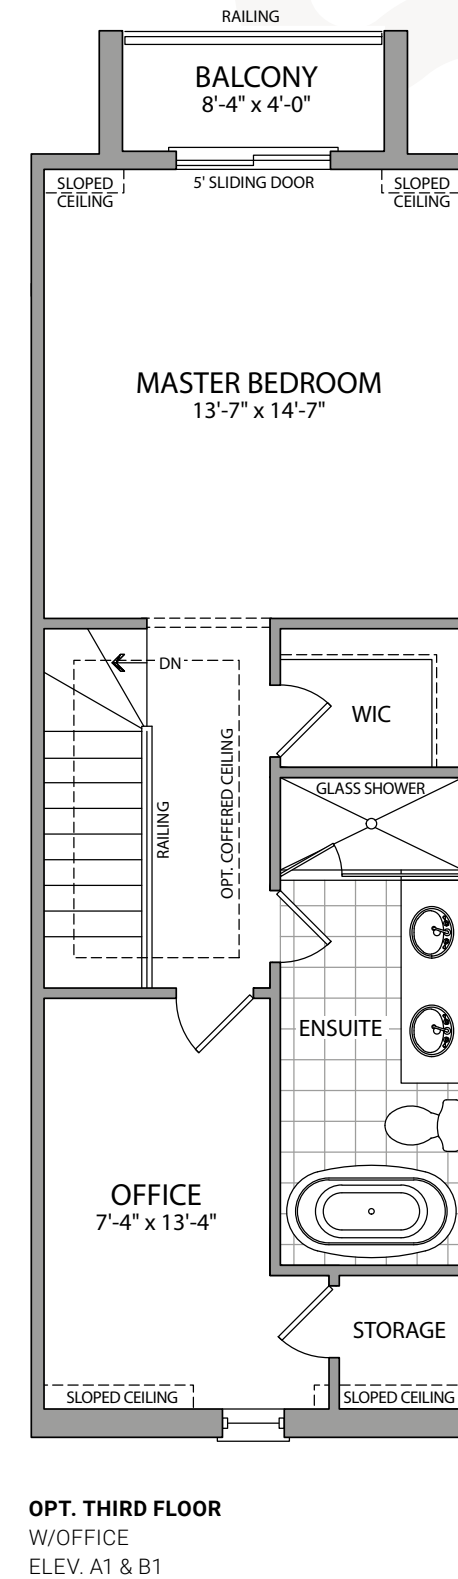 RAILING
BALCONY
8'-4" x 4'-0"
SLOPED
CEILING
5' SLIDING DOOR
SLOPED
CEILING
MASTER BEDROOM
13'-7" x 14'-7"
DN
WIC
OPT. COFFERED CEILING
RAILING
GLASS SHOWER
ENSUITE
OFFICE
7'-4" x 13'-4"
STORAGE
SLOPED CEILING
SLOPED CEILING
OPT. THIRD FLOOR
W/OFFICE
ELEV. A1 & B1